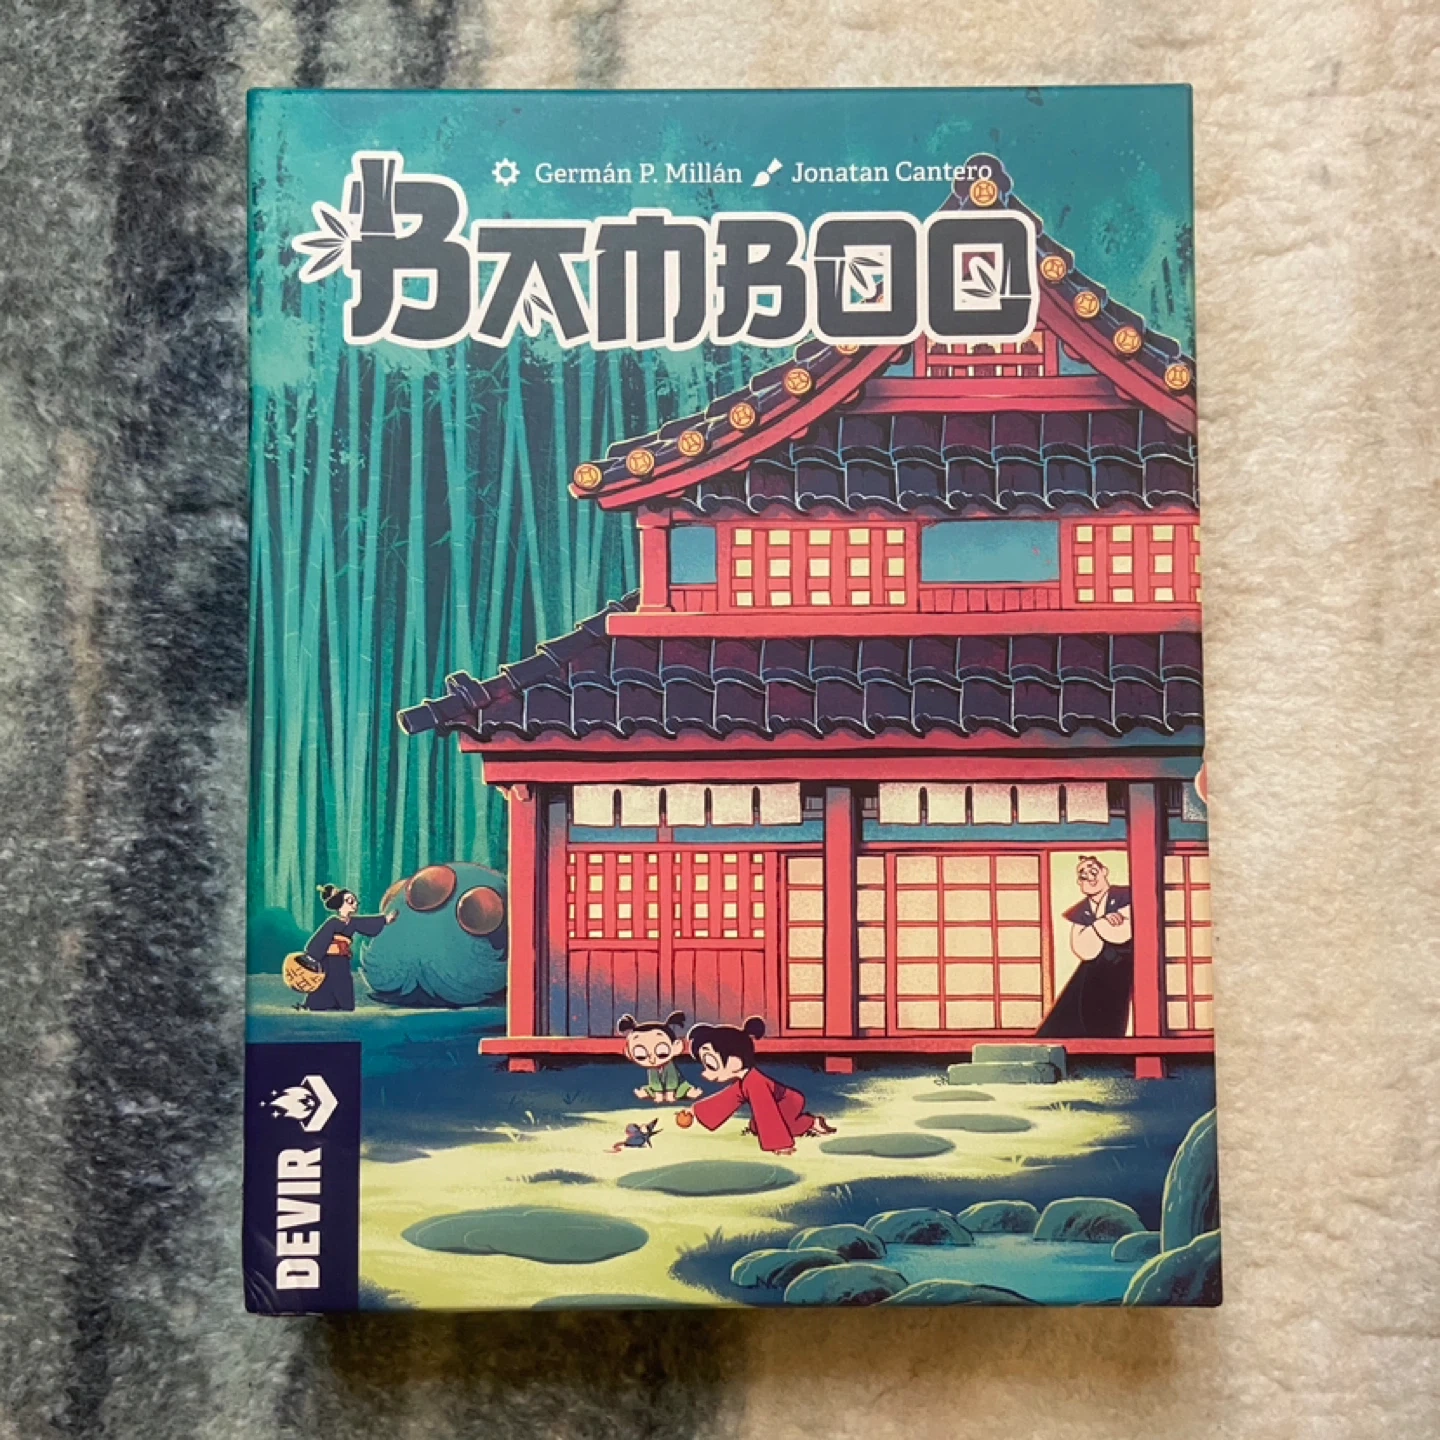 Germán P. Millán Jonatan Cantero
BAMBOO
DEVIR